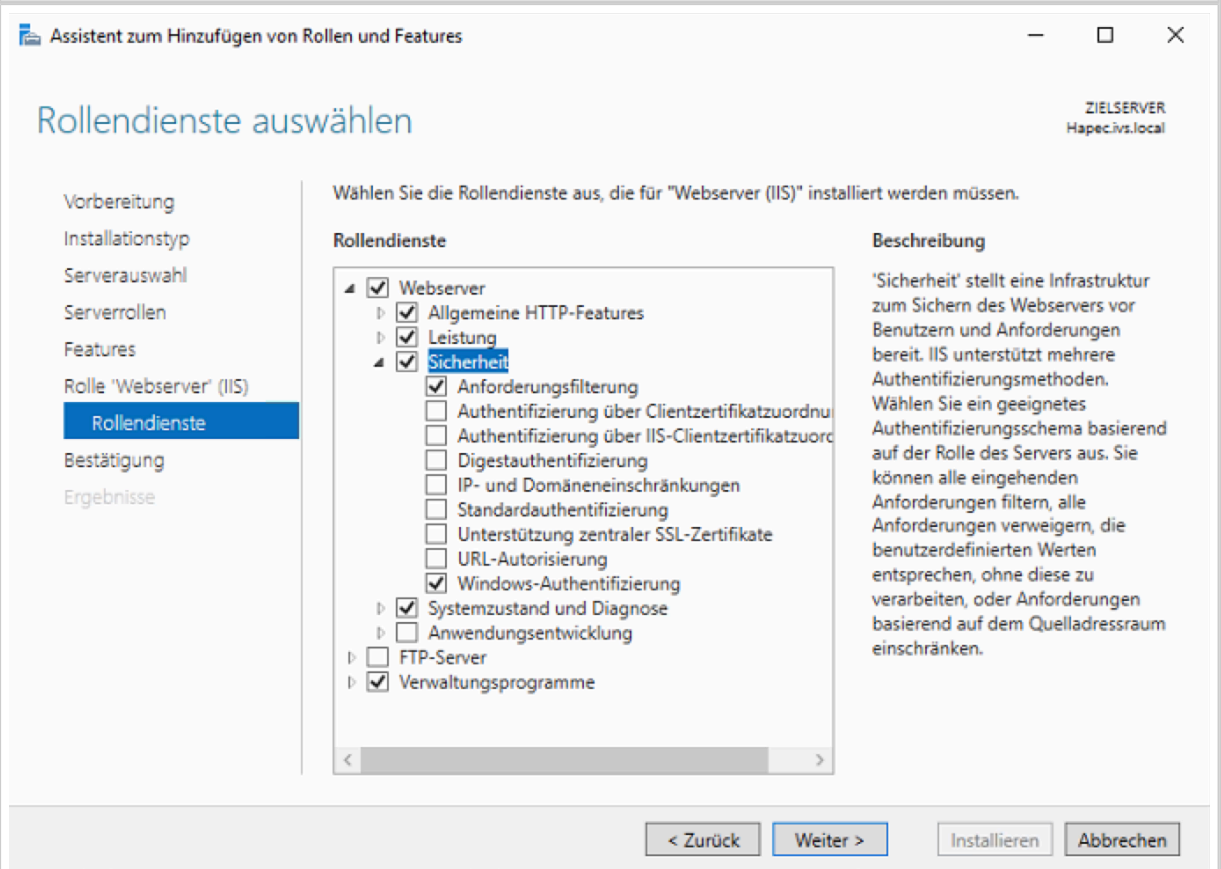 Assistent zum Hinzufügen von Rollen und Features
Rollendienste auswählen
ZIELSERVER
Hapec.ivs.local
Vorbereitung
Installationstyp
Serverauswahl
Serverrollen
Features
Rolle 'Webserver' (IIS)
Rollendienste
Bestätigung
Ergebnisse
Wählen Sie die Rollendienste aus, die für "Webserver (IIS)" installiert werden müssen.
Rollendienste
Webserver
Allgemeine HTTP-Features
Leistung
Sicherheit
Anforderungsfilterung
Authentifizierung über Clientzertifikatzuordnu
Authentifizierung über IIS-Clientzertifikatzuord
Digestauthentifizierung
IP- und Domäneneinschränkungen
Standardauthentifizierung
Unterstützung zentraler SSL-Zertifikate
URL-Autorisierung
Windows-Authentifizierung
Systemzustand und Diagnose
Anwendungsentwicklung
FTP-Server
Verwaltungsprogramme
Beschreibung
'Sicherheit' stellt eine Infrastruktur
zum Sichern des Webservers vor
Benutzern und Anforderungen
bereit. IIS unterstützt mehrere
Authentifizierungsmethoden.
Wählen Sie ein geeignetes
Authentifizierungsschema basierend
auf der Rolle des Servers aus. Sie
können alle eingehenden
Anforderungen filtern, alle
Anforderungen verweigern, die
benutzerdefinierten Werten
entsprechen, ohne diese zu
verarbeiten, oder Anforderungen
basierend auf dem Quelladressraum
einschränken.
< Zurück
Weiter >
Installieren
Abbrechen